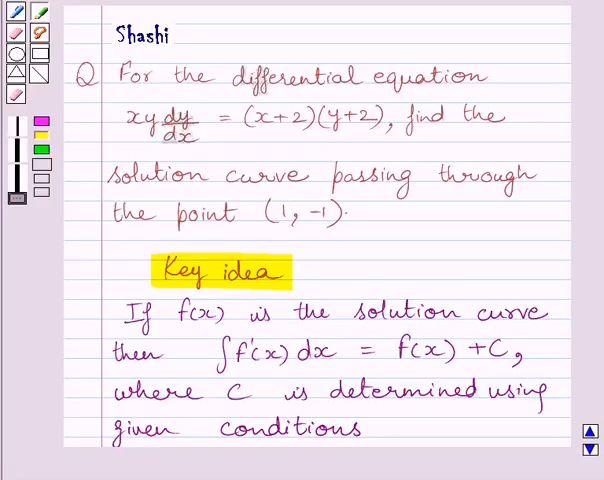 Shashi
Q For the differential equation
xy dy/dx = (x+2)(y+2), find the
solution curve passing through
the point (1, -1).
Key idea
If f(x) is the solution curve
then ∫f'(x) dx = f(x) + C,
where C is determined using
given conditions